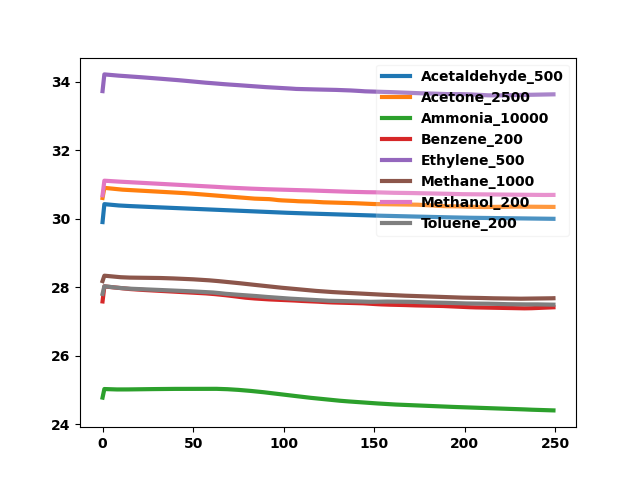 34
32
30
28
26
24
0 50 100 150 200 250
Acetaldehyde_500
Acetone_2500
Ammonia_10000
Benzene_200
Ethylene_500
Methane_1000
Methanol_200
Toluene_200